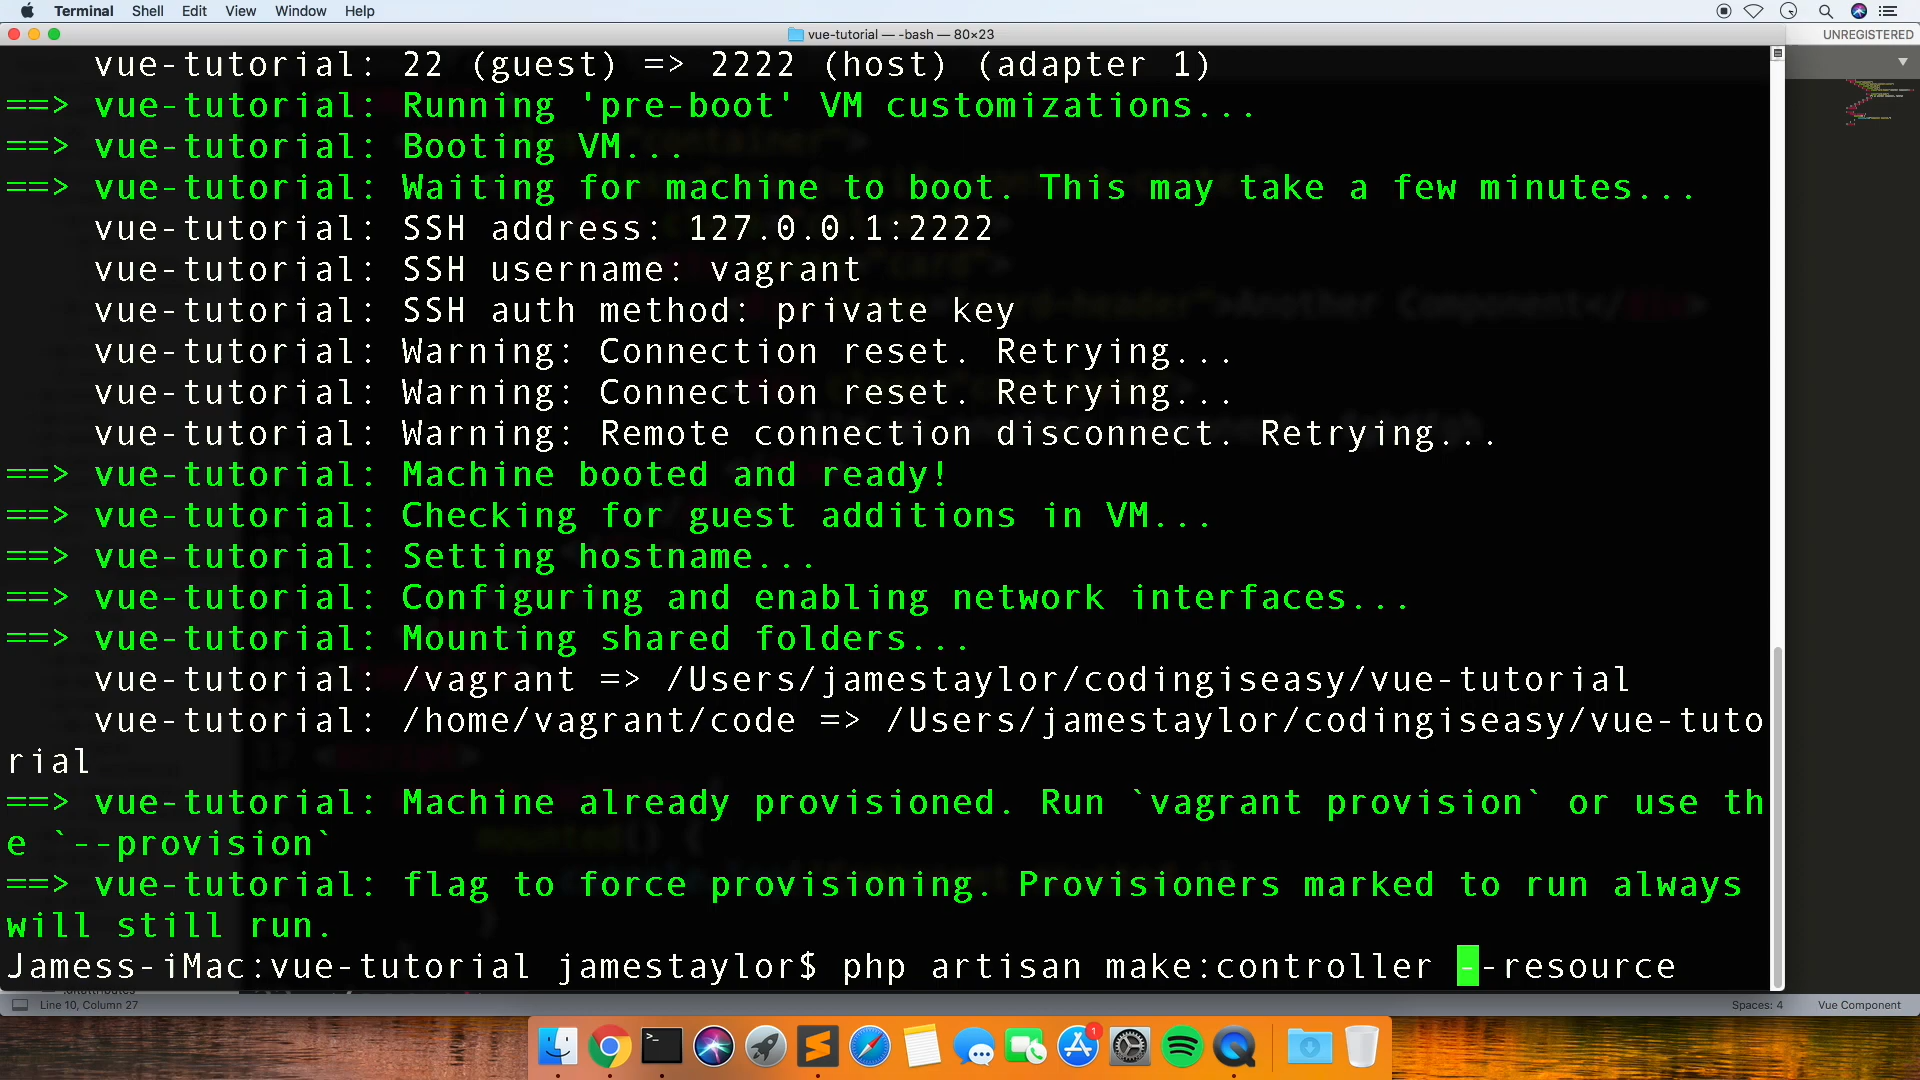 Terminal Shell Edit View Window Help
vue-tutorial — -bash — 80×23
UNREGISTERED
vue-tutorial: 22 (guest) => 2222 (host) (adapter 1)
==> vue-tutorial: Running 'pre-boot' VM customizations...
==> vue-tutorial: Booting VM...
==> vue-tutorial: Waiting for machine to boot. This may take a few minutes...
vue-tutorial: SSH address: 127.0.0.1:2222
vue-tutorial: SSH username: vagrant
vue-tutorial: SSH auth method: private key
vue-tutorial: Warning: Connection reset. Retrying...
vue-tutorial: Warning: Connection reset. Retrying...
vue-tutorial: Warning: Remote connection disconnect. Retrying...
==> vue-tutorial: Machine booted and ready!
==> vue-tutorial: Checking for guest additions in VM...
==> vue-tutorial: Setting hostname...
==> vue-tutorial: Configuring and enabling network interfaces...
==> vue-tutorial: Mounting shared folders...
vue-tutorial: /vagrant => /Users/jamestaylor/codingiseasy/vue-tutorial
vue-tutorial: /home/vagrant/code => /Users/jamestaylor/codingiseasy/vue-tuto
rial
==> vue-tutorial: Machine already provisioned. Run `vagrant provision` or use th
e `--provision`
==> vue-tutorial: flag to force provisioning. Provisioners marked to run always
will still run.
Jamess-iMac:vue-tutorial jamestaylor$ php artisan make:controller --resource
Line 10, Column 27
Spaces: 4
Vue Component
1